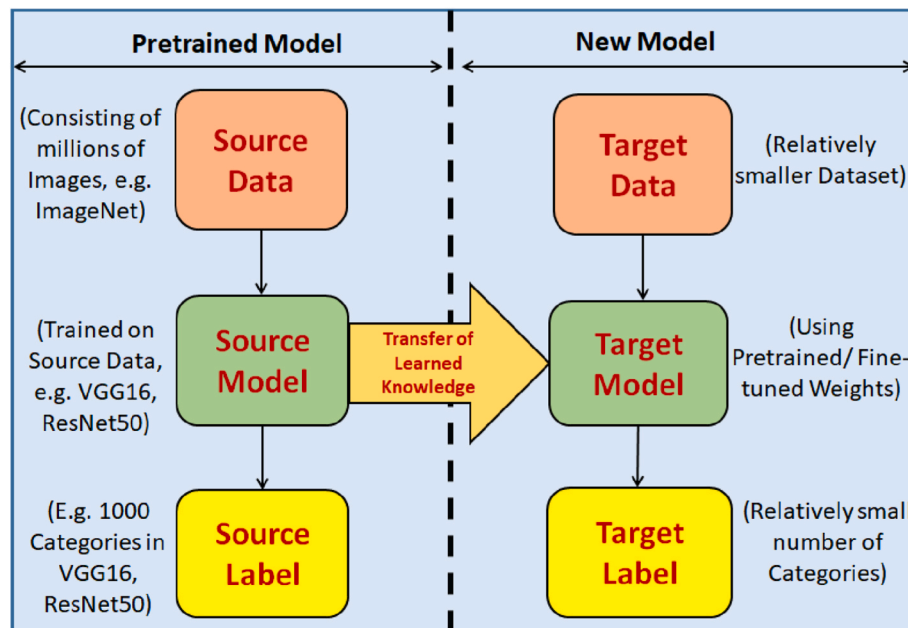 Pretrained Model
New Model
(Consisting of
millions of
Images, e.g.
ImageNet)
Source
Data
Target
Data
(Relatively
smaller Dataset)
(Trained on
Source Data,
e.g. VGG16,
ResNet50)
Source
Model
Transfer of
Learned
Knowledge
Target
Model
(Using
Pretrained/ Fine-
tuned Weights)
(E.g. 1000
Categories in
VGG16,
ResNet50)
Source
Label
Target
Label
(Relatively small
number of
Categories)